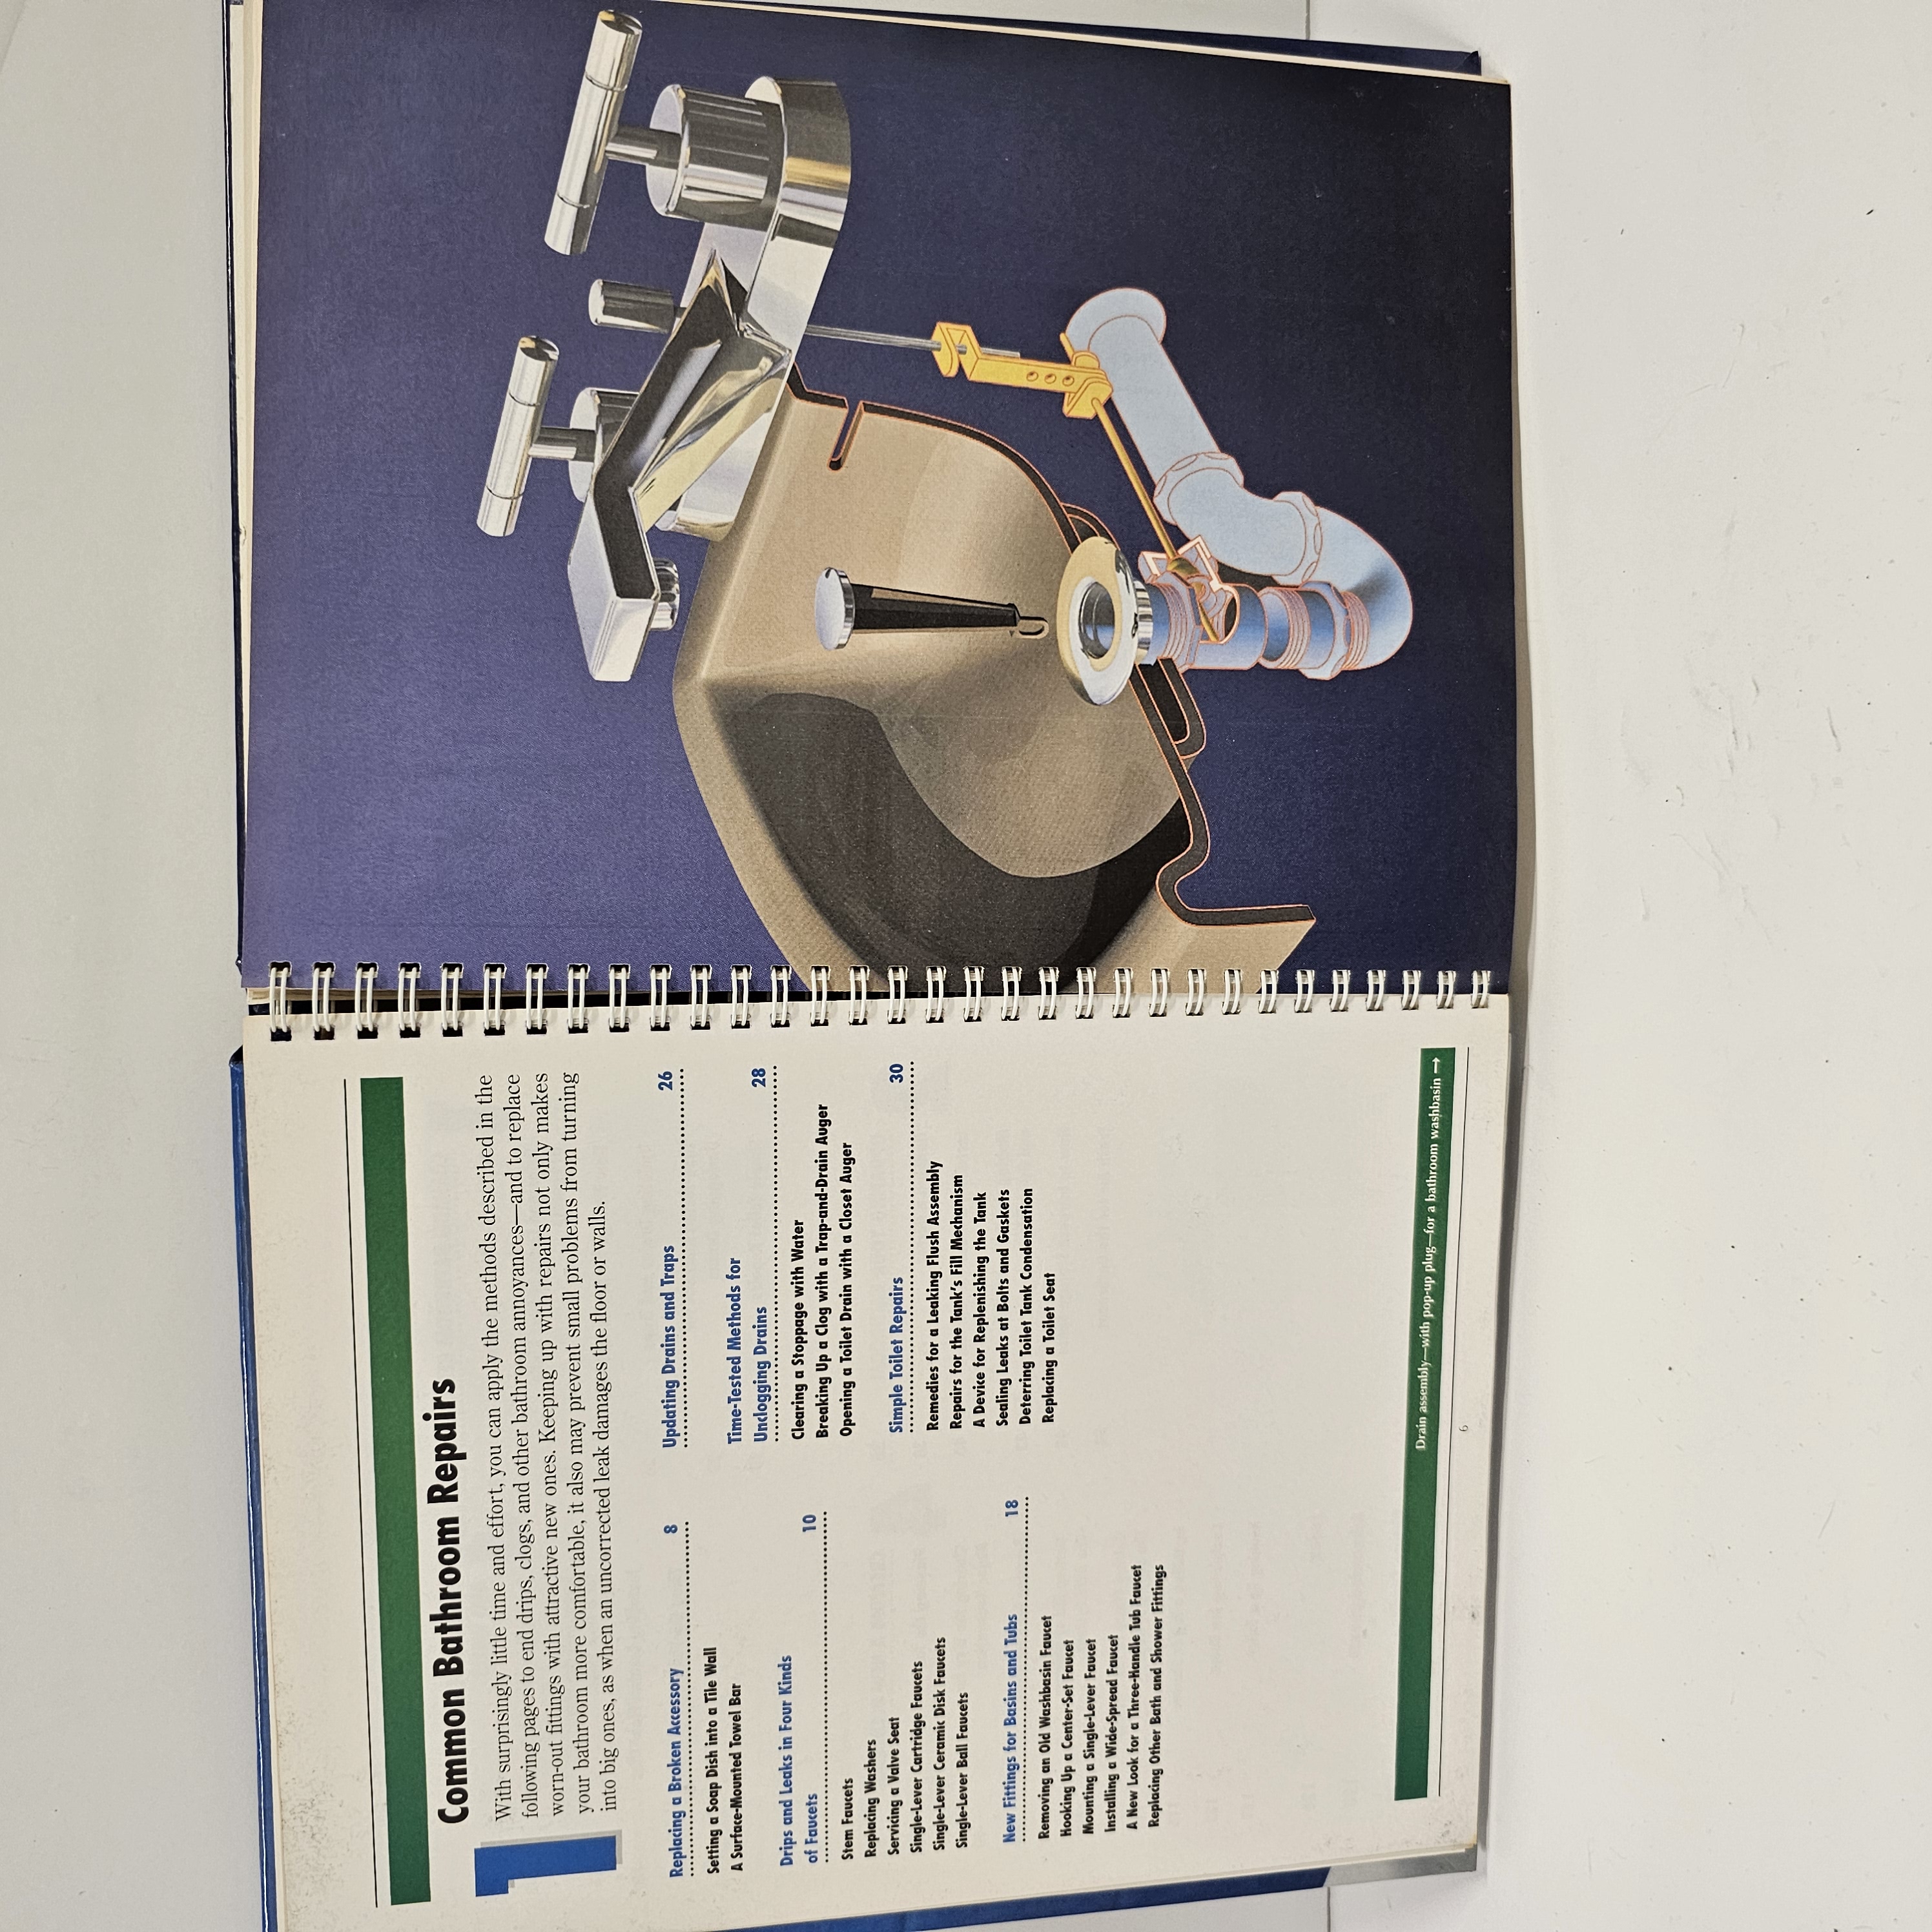 Common Bathroom Repairs
1
With surprisingly little time and effort, you can apply the methods described in the
following pages to end drips, clogs, and other bathroom annoyances—and to replace
worn-out fittings with attractive new ones. Keeping up with repairs not only makes
your bathroom more comfortable, it also may prevent small problems from turning
into big ones, as when an uncorrected leak damages the floor or walls.
Replacing a Broken Accessory 8
Setting a Soap Dish into a Tile Wall
A Surface-Mounted Towel Bar
Drips and Leaks in Four Kinds
of Faucets 10
Stem Faucets
Replacing Washers
Servicing a Valve Seat
Single-Lever Cartridge Faucets
Single-Lever Ceramic Disk Faucets
Single-Lever Ball Faucets
New Fittings for Basins and Tubs 18
Removing an Old Washbasin Faucet
Hooking Up a Center-Set Faucet
Mounting a Single-Lever Faucet
Installing a Wide-Spread Faucet
A New Look for a Three-Handle Tub Faucet
Replacing Other Bath and Shower Fittings
Updating Drains and Traps 26
Time-Tested Methods for
Unclogging Drains 28
Clearing a Stoppage with Water
Breaking Up a Clog with a Trap-and-Drain Auger
Opening a Toilet Drain with a Closet Auger
Simple Toilet Repairs 30
Remedies for a Leaking Flush Assembly
Repairs for the Tank's Fill Mechanism
A Device for Replenishing the Tank
Sealing Leaks at Bolts and Gaskets
Deterring Toilet Tank Condensation
Replacing a Toilet Seat
Drain assembly—with pop-up plug—for a bathroom washbasin →
6